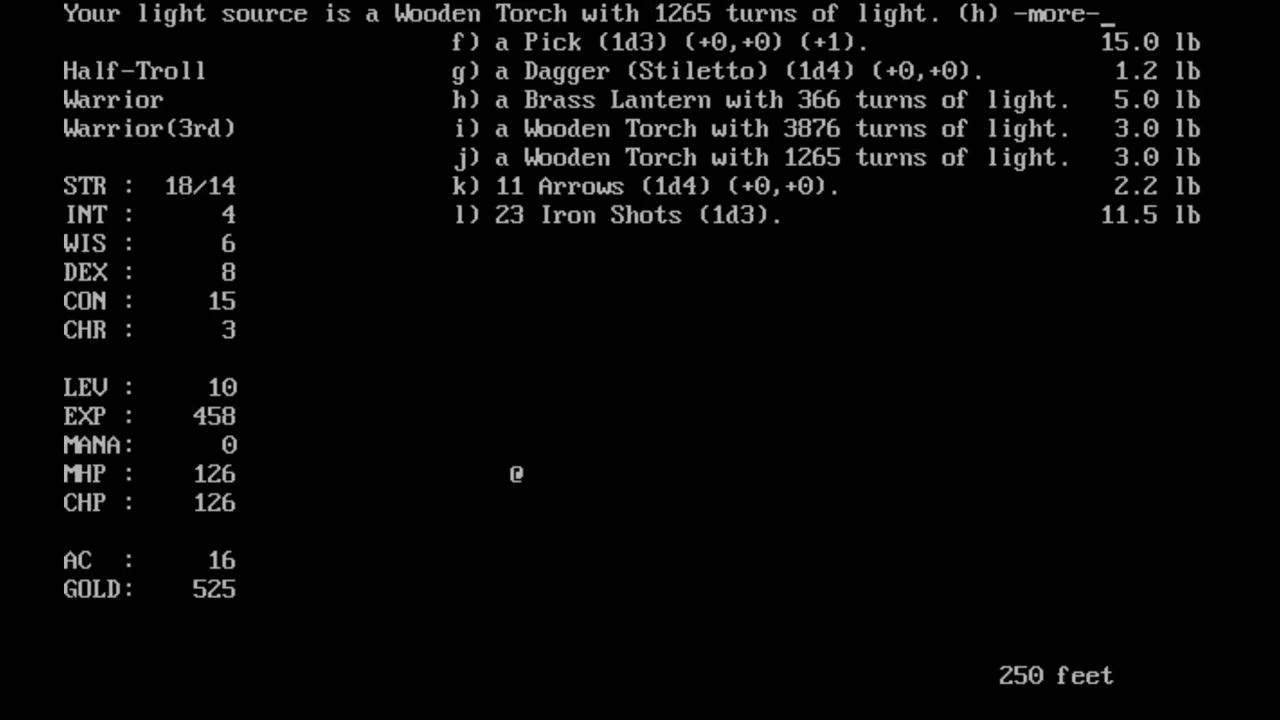 Your light source is a Wooden Torch with 1265 turns of light. (h) -more-_
f) a Pick (1d3) (+0,+0) (+1). 15.0 lb
Half-Troll g) a Dagger (Stiletto) (1d4) (+0,+0). 1.2 lb
Warrior h) a Brass Lantern with 366 turns of light. 5.0 lb
Warrior(3rd) i) a Wooden Torch with 3876 turns of light. 3.0 lb
j) a Wooden Torch with 1265 turns of light. 3.0 lb
STR : 18/14 k) 11 Arrows (1d4) (+0,+0). 2.2 lb
INT : 4 l) 23 Iron Shots (1d3). 11.5 lb
WIS : 6
DEX : 8
CON : 15
CHR : 3
LEV : 10
EXP : 458
MANA: 0
MHP : 126 @
CHP : 126
AC : 16
GOLD: 525
250 feet